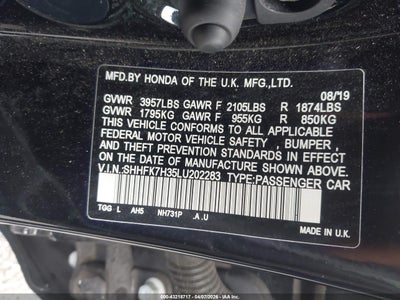 MFD.BY HONDA OF THE U.K. MFG.,LTD.
08/19
GVWR 3957LBS GAWR F 2105LBS R 1874LBS
GVWR 1795KG GAWR F 955KG R 850KG
THIS VEHICLE CONFORMS TO ALL APPLICABLE
FEDERAL MOTOR VEHICLE SAFETY , BUMPER ,
AND THEFT PREVENTION STANDARDS IN EFFECT
ON THE DATE OF MANUFACTURE SHOWN ABOVE.
V.I.N.:SHHFK7H35LU202283 TYPE:PASSENGER CAR
TGG L AH5 NH731P .A .U
MADE IN U.K.